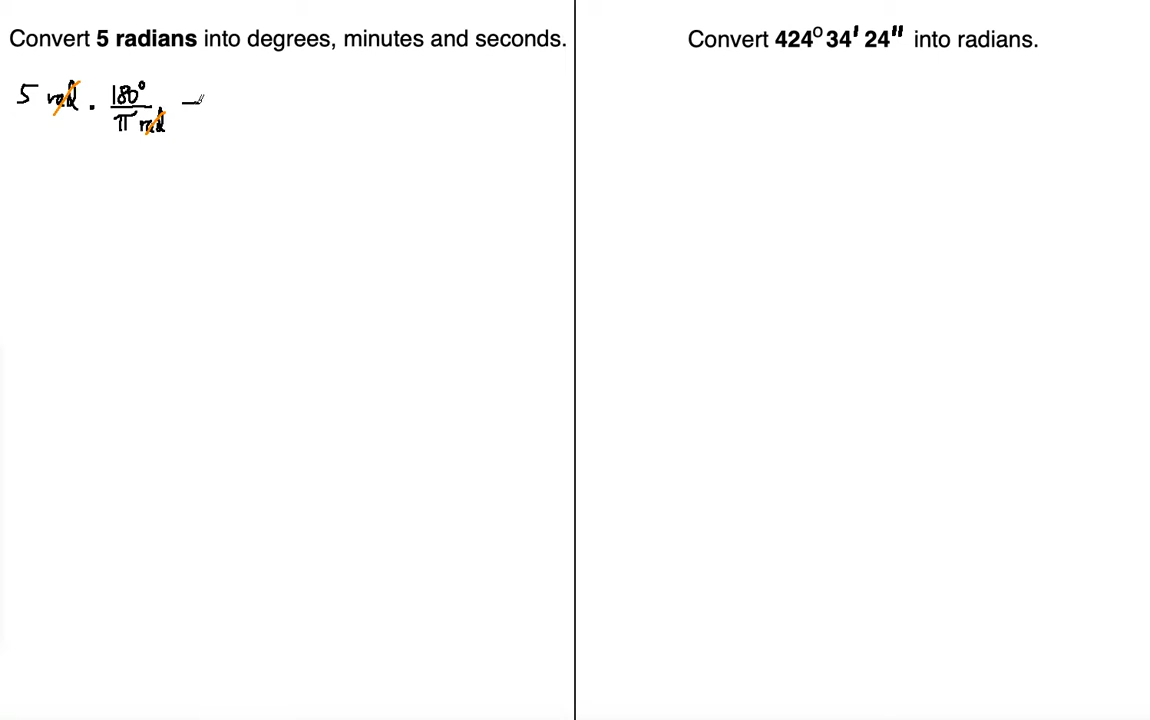 Convert 5 radians into degrees, minutes and seconds.
5 rad . 180° / π rad
Convert 424° 34' 24" into radians.